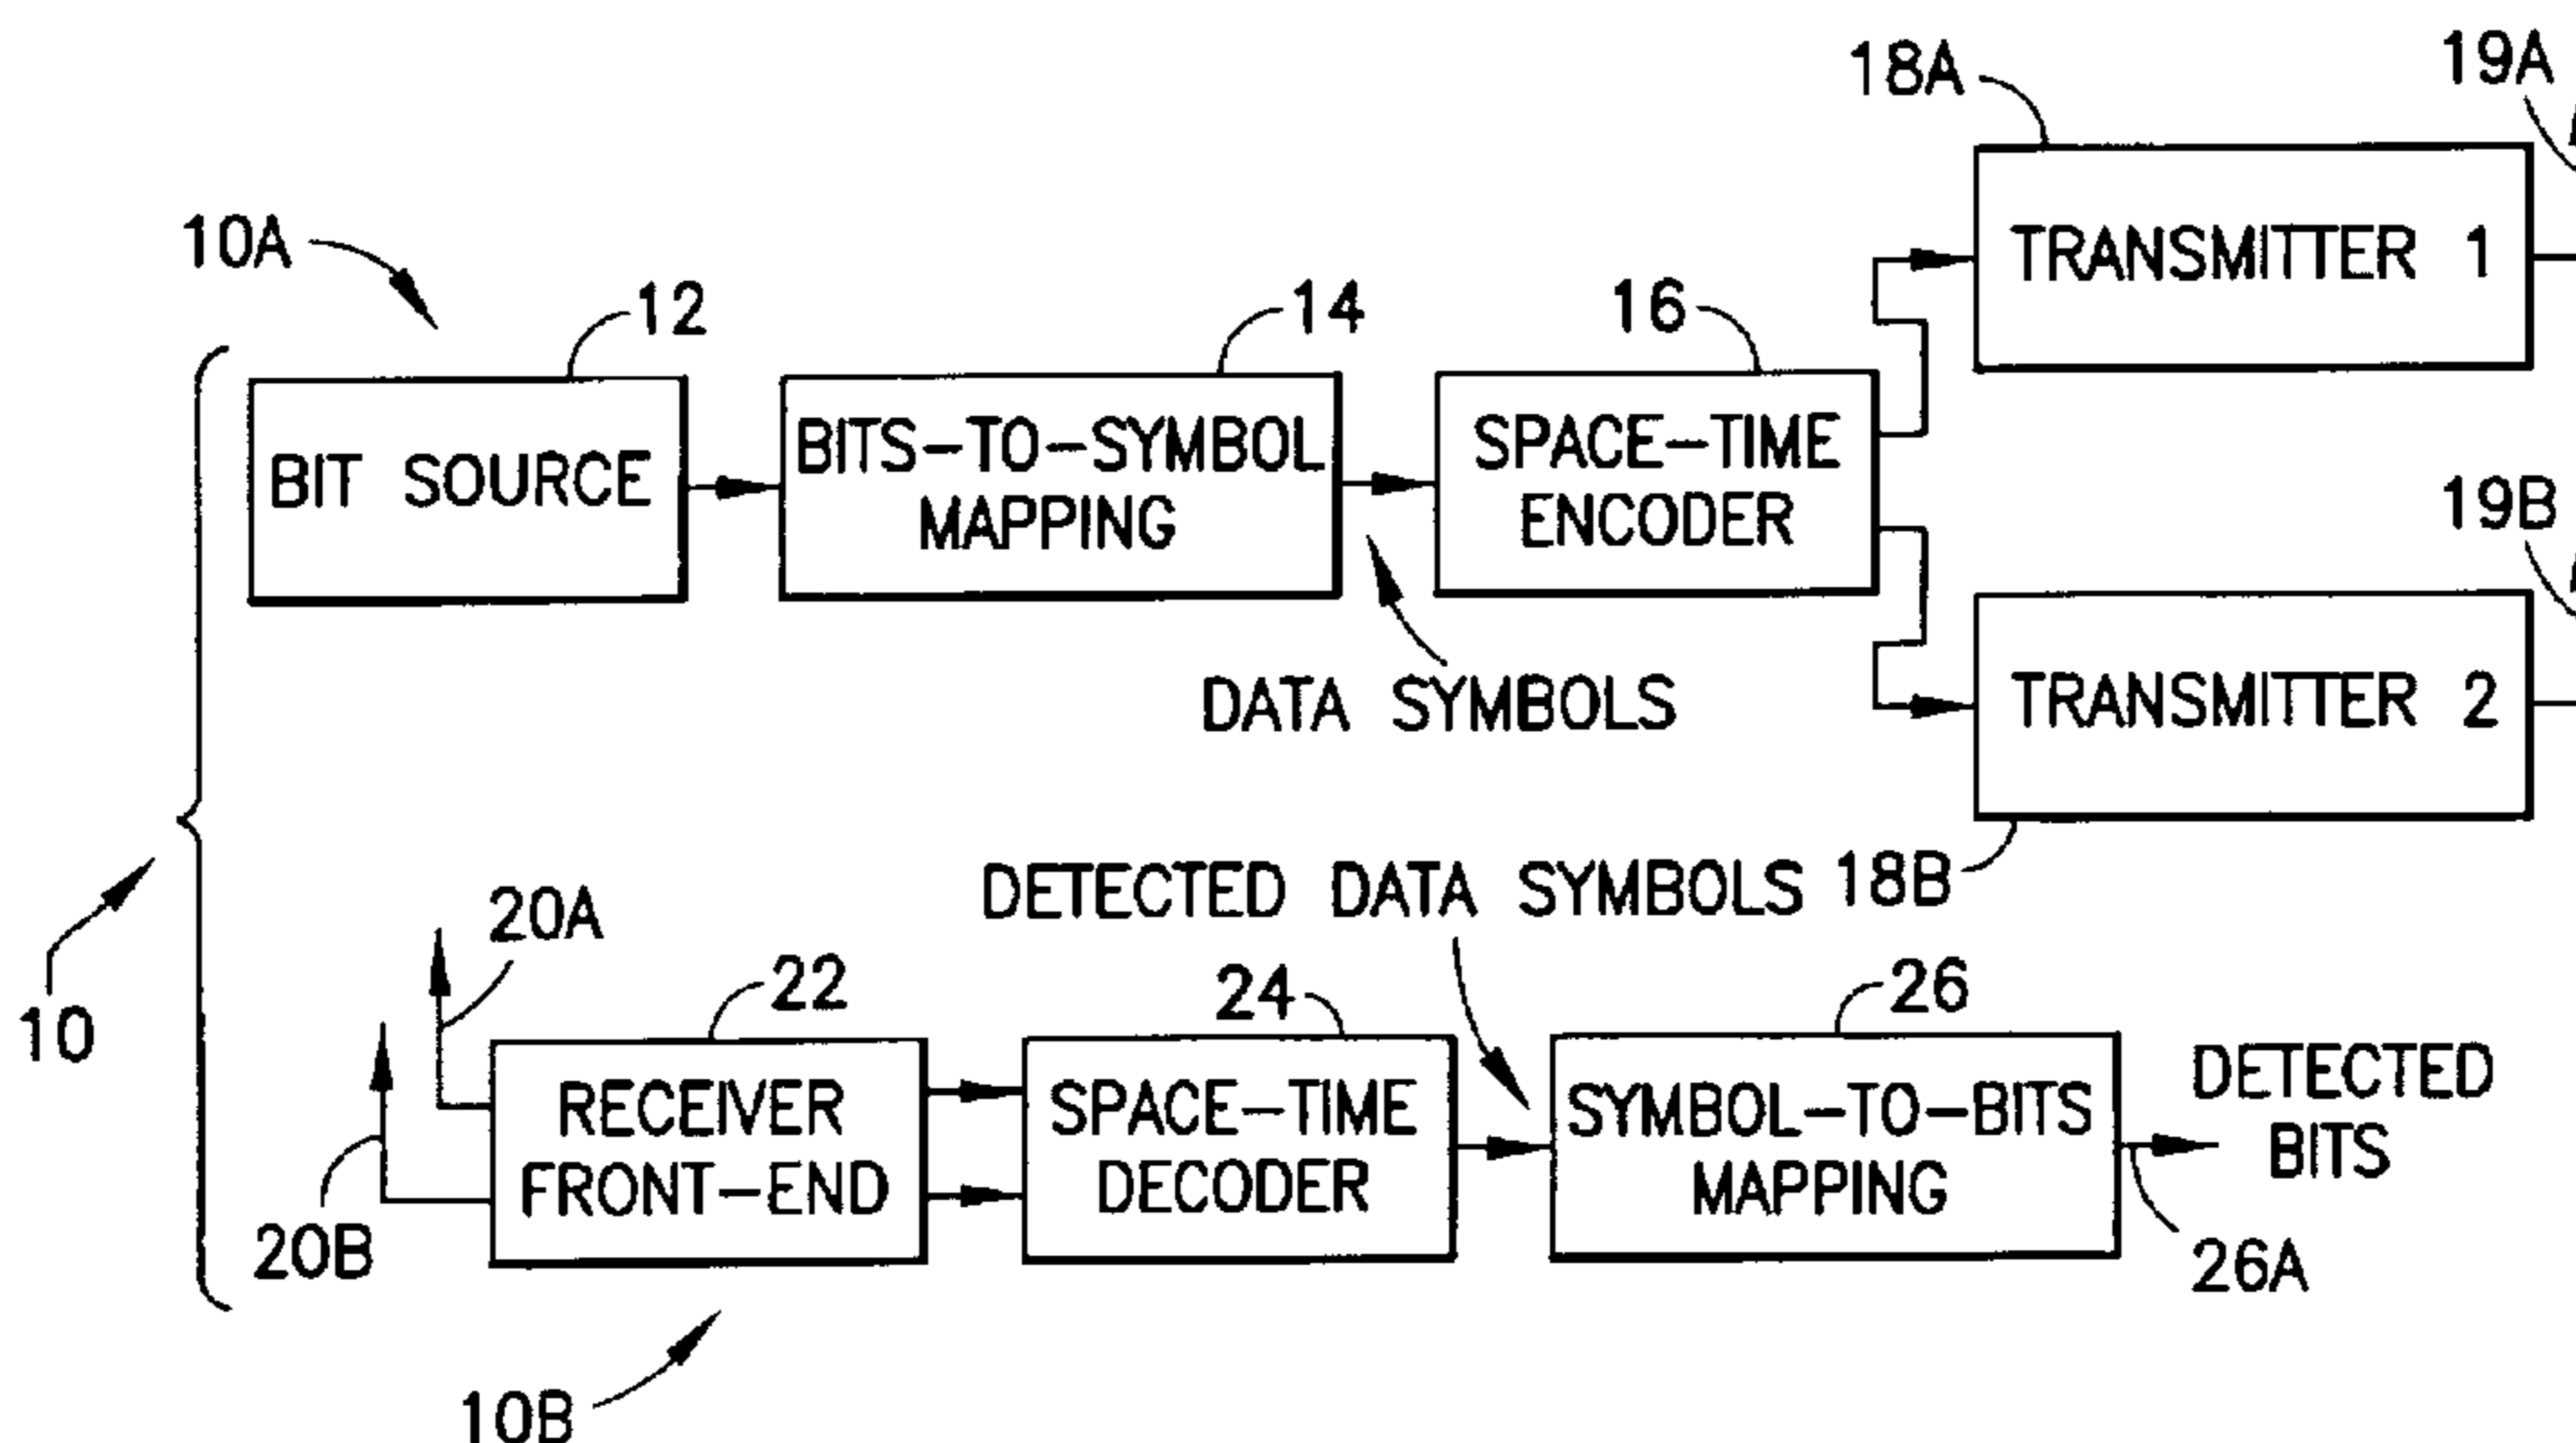 18A
19A
10A
12
14
16
TRANSMITTER 1
BIT SOURCE
BITS-TO-SYMBOL
MAPPING
SPACE-TIME
ENCODER
19B
DATA SYMBOLS
TRANSMITTER 2
18B
10
20A
20B
22
24
DETECTED DATA SYMBOLS
26
RECEIVER
FRONT-END
SPACE-TIME
DECODER
SYMBOL-TO-BITS
MAPPING
DETECTED
BITS
26A
10B